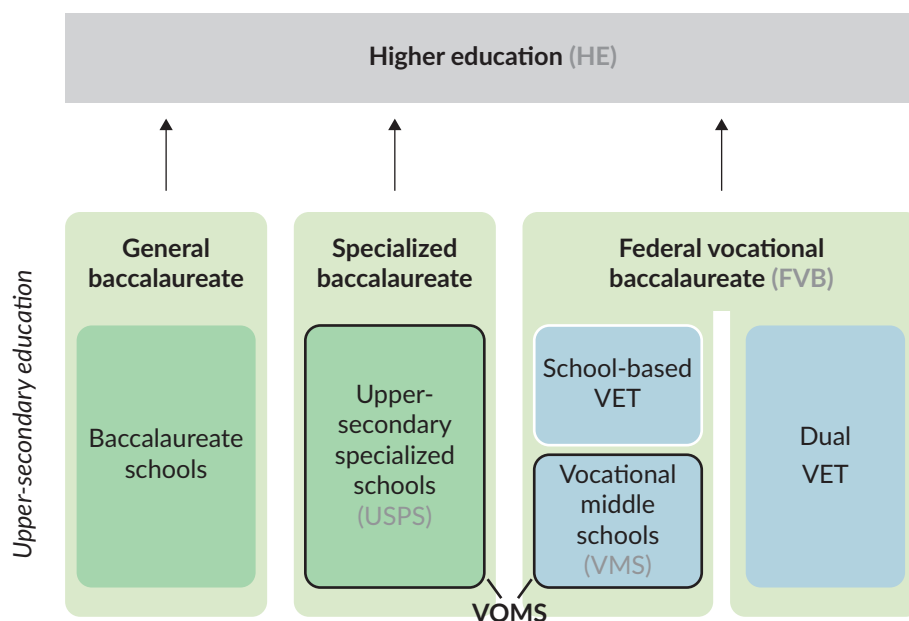 Higher education (HE)
Upper-secondary education
General
baccalaureate
Baccalaureate
schools
Specialized
baccalaureate
Upper-
secondary
specialized
schools
(USPS)
Federal vocational
baccalaureate (FVB)
School-based
VET
Vocational
middle
schools
(VMS)
Dual
VET
VOMS